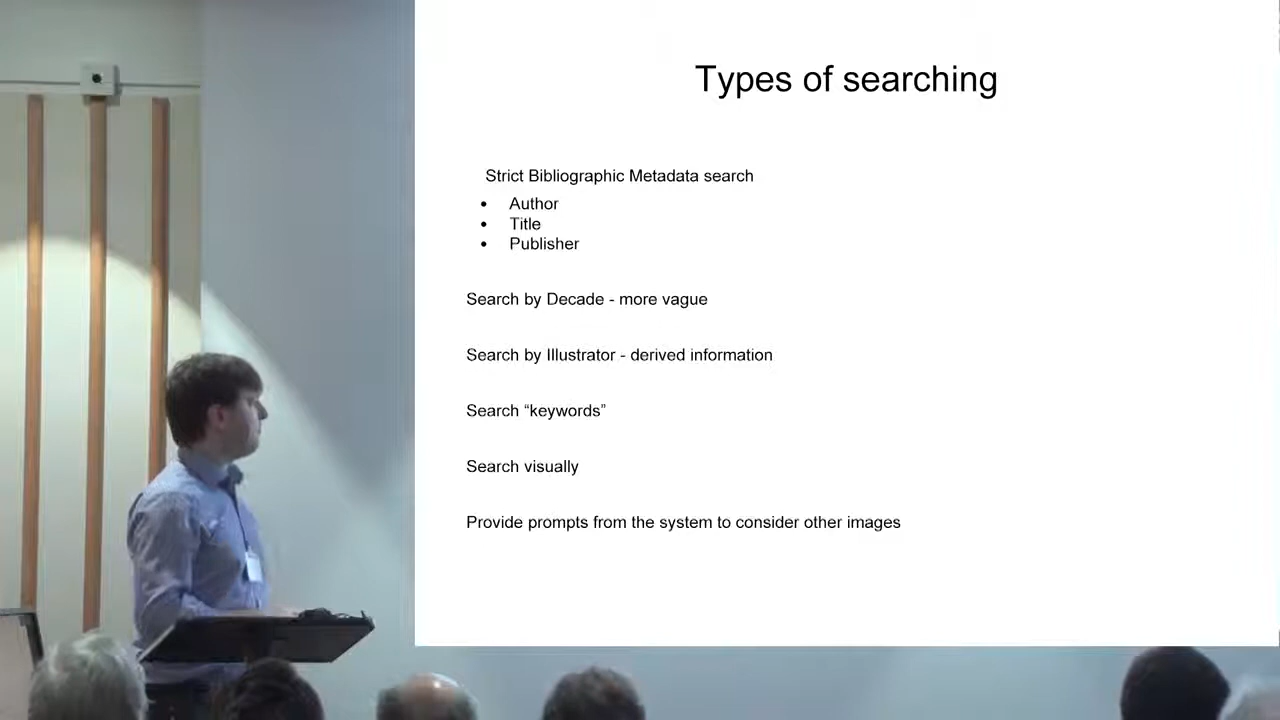 Types of searching
Strict Bibliographic Metadata search
• Author
• Title
• Publisher
Search by Decade - more vague
Search by Illustrator - derived information
Search “keywords”
Search visually
Provide prompts from the system to consider other images